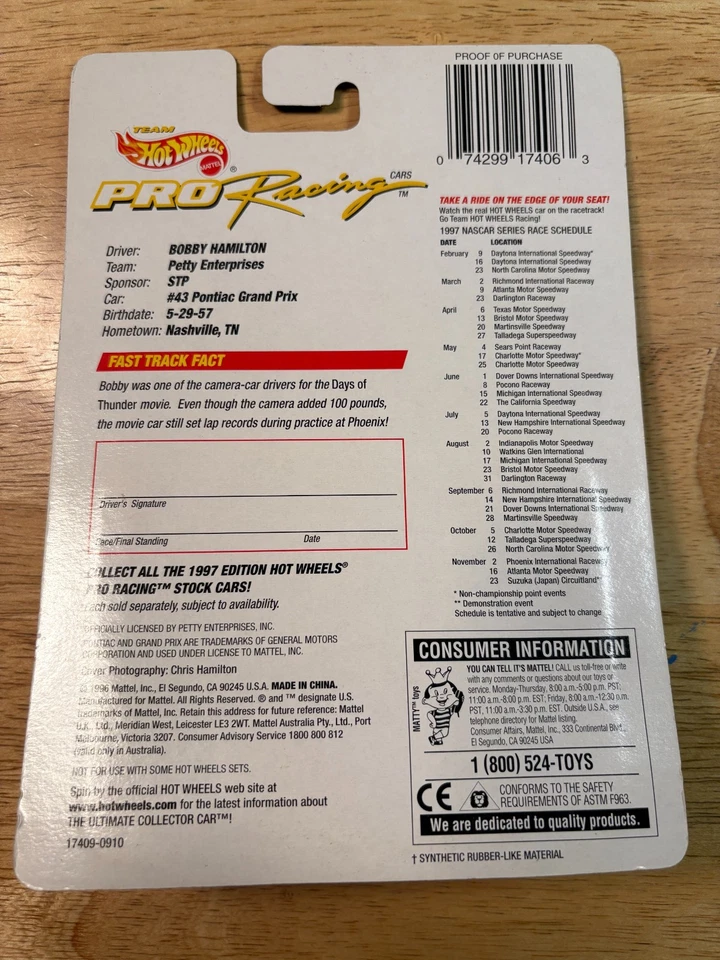 TEAM
Hot Wheels
MATTEL
®
PRO Racing CARS
TM
Driver: BOBBY HAMILTON
Team: Petty Enterprises
Sponsor: STP
Car: #43 Pontiac Grand Prix
Birthdate: 5-29-57
Hometown: Nashville, TN
FAST TRACK FACT
Bobby was one of the camera-car drivers for the Days of
Thunder movie. Even though the camera added 100 pounds,
the movie car still set lap records during practice at Phoenix!
Driver's Signature
Race/Final Standing Date
COLLECT ALL THE 1997 EDITION HOT WHEELS®
PRO RACING™ STOCK CARS!
Each sold separately, subject to availability.
OFFICIALLY LICENSED BY PETTY ENTERPRISES, INC.
PONTIAC AND GRAND PRIX ARE TRADEMARKS OF GENERAL MOTORS
CORPORATION AND USED UNDER LICENSE TO MATTEL, INC.
Cover Photography: Chris Hamilton
© 1996 Mattel, Inc., El Segundo, CA 90245 U.S.A. MADE IN CHINA.
Manufactured for Mattel. All Rights Reserved. ® and ™ designate U.S.
trademarks of Mattel, Inc. Retain this address for future reference: Mattel
U.K. Ltd., Meridian West, Leicester LE3 2WT. Mattel Australia Pty., Ltd., Port
Melbourne, Victoria 3207. Consumer Advisory Service 1800 800 812
(valid only in Australia).
NOT FOR USE WITH SOME HOT WHEELS SETS.
Spin by the official HOT WHEELS web site at
www.hotwheels.com for the latest information about
THE ULTIMATE COLLECTOR CAR™!
17409-0910
PROOF OF PURCHASE
0 74299 17406 3
TAKE A RIDE ON THE EDGE OF YOUR SEAT!
Watch the real HOT WHEELS car on the racetrack!
Go Team HOT WHEELS Racing!
1997 NASCAR SERIES RACE SCHEDULE
DATE LOCATION
February 9 Daytona International Speedway*
16 Daytona International Speedway
23 North Carolina Motor Speedway
March 2 Richmond International Raceway
9 Atlanta Motor Speedway
23 Darlington Raceway
April 6 Texas Motor Speedway
13 Bristol Motor Speedway
20 Martinsville Speedway
27 Talladega Superspeedway
May 4 Sears Point Raceway
17 Charlotte Motor Speedway*
25 Charlotte Motor Speedway
June 1 Dover Downs International Speedway
8 Pocono Raceway
15 Michigan International Speedway
22 The California Speedway
July 5 Daytona International Speedway
13 New Hampshire International Speedway
20 Pocono Raceway
August 2 Indianapolis Motor Speedway
10 Watkins Glen International
17 Michigan International Speedway
23 Bristol Motor Speedway
31 Darlington Raceway
September 6 Richmond International Raceway
14 New Hampshire International Speedway
21 Dover Downs International Speedway
28 Martinsville Speedway
October 5 Charlotte Motor Speedway
12 Talladega Superspeedway
26 North Carolina Motor Speedway
November 2 Phoenix International Raceway
16 Atlanta Motor Speedway
23 Suzuka (Japan) Circuitland**
* Non-championship point events
** Demonstration event
Schedule is tentative and subject to change.
CONSUMER INFORMATION
MATTY™ toys
YOU CAN TELL IT'S MATTEL! CALL us toll-free or write
with any comments or questions about our toys or
service. Monday-Thursday, 8:00 a.m.-5:00 p.m. PST;
11:00 a.m.-8:00 p.m. EST; Friday, 8:00 a.m.-12:30 p.m.
PST, 11:00 a.m.-3:30 p.m. EST. Outside U.S.A., see
telephone directory for Mattel listing.
Consumer Affairs, Mattel, Inc., 333 Continental Blvd.,
El Segundo, CA 90245 USA
1 (800) 524-TOYS
CE
CONFORMS TO THE SAFETY
REQUIREMENTS OF ASTM F963.
We are dedicated to quality products.
† SYNTHETIC RUBBER-LIKE MATERIAL